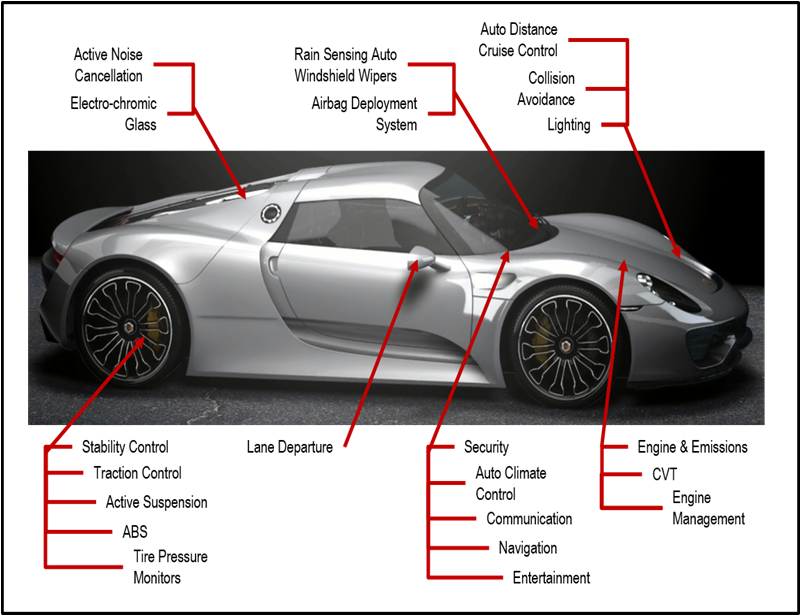 Active Noise
Cancellation
Electro-chromic
Glass
Rain Sensing Auto
Windshield Wipers
Airbag Deployment
System
Auto Distance
Cruise Control
Collision
Avoidance
Lighting
Stability Control
Traction Control
Active Suspension
ABS
Tire Pressure
Monitors
Lane Departure
Security
Auto Climate
Control
Communication
Navigation
Entertainment
Engine & Emissions
CVT
Engine
Management